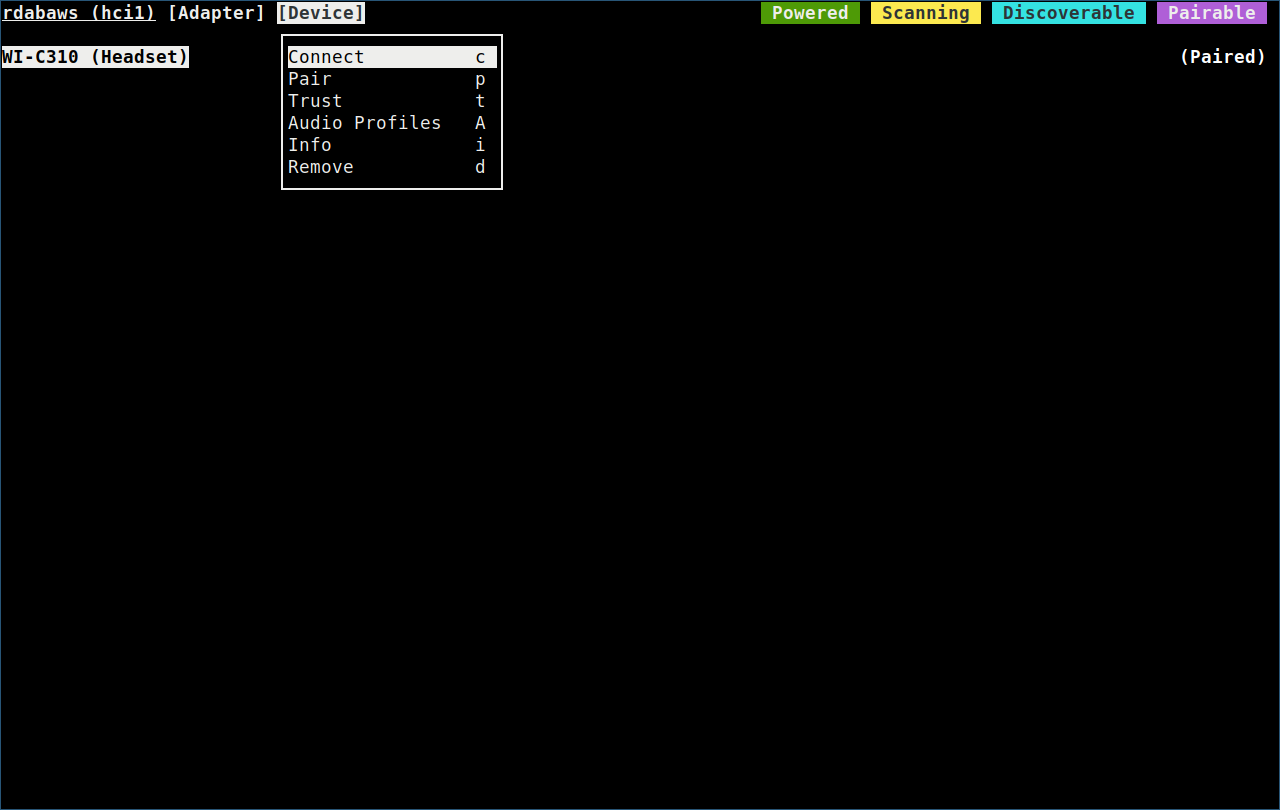 rdabaws (hci1) [Adapter] [Device] Powered Scanning Discoverable Pairable
WI-C310 (Headset) (Paired)
Connect c
Pair p
Trust t
Audio Profiles A
Info i
Remove d